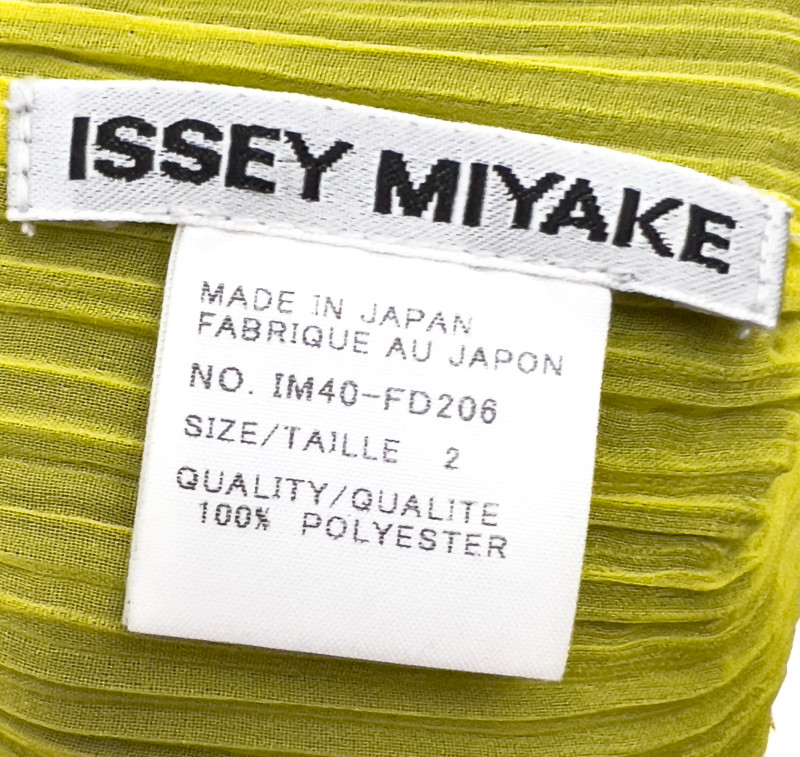 ISSEY MIYAKE
MADE IN JAPAN
FABRIQUE AU JAPON
NO. IM40-FD206
SIZE/TAILLE 2
QUALITY/QUALITE
100% POLYESTER